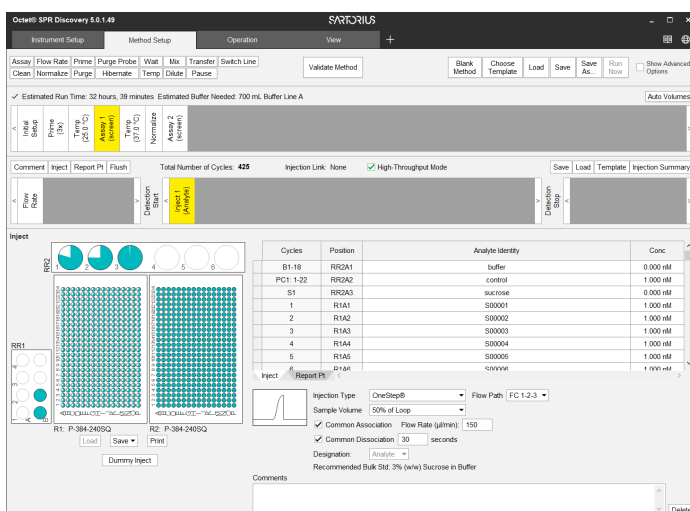 Octet® SPR Discovery 5.0.1.49
SARTORIUS
Instrument Setup Method Setup Operation View +
Assay Flow Rate Prime Purge Probe Wait Mix Transfer Switch Line
Clean Normalize Purge Hibernate Temp Dilute Pause
Validate Method
Blank Method
Choose Template
Load
Save
Save As...
Run Now
Show Advanced Options
✓ Estimated Run Time: 32 hours, 39 minutes Estimated Buffer Needed: 700 mL Buffer Line A
Auto Volumes
Initial Setup
Prime (3x)
Temp (25.0 °C)
Assay 1 (screen)
Temp (37.0 °C)
Normalize
Assay 2 (screen)
Comment Inject Report Pt Flush Total Number of Cycles: 425 Injection Link: None High-Throughput Mode Save Load Template Injection Summary
Flow Rate
Detection Start
Inject 1 (Analyte)
Detection Stop
Inject
RR2
1 2 3 4 5 6
RR1
R1: P-384-240SQ R2: P-384-240SQ
Load Save Print
Dummy Inject
Cycles Position Analyte Identity Conc
B1-18 RR2A1 buffer 0.000 nM
PC1: 1-22 RR2A2 control 1.000 nM
S1 RR2A3 sucrose 0.000 nM
1 R1A1 S00001 1.000 nM
2 R1A2 S00002 1.000 nM
3 R1A3 S00003 1.000 nM
4 R1A4 S00004 1.000 nM
5 R1A5 S00005 1.000 nM
6 R1A6 S00006 1.000 nM
Inject Report Pt
Injection Type OneStep® Flow Path FC 1-2-3
Sample Volume 50% of Loop
Common Association Flow Rate (µl/min): 150
Common Dissociation 30 seconds
Designation: Analyte
Recommended Bulk Std: 3% (w/w) Sucrose in Buffer
Comments
Delete